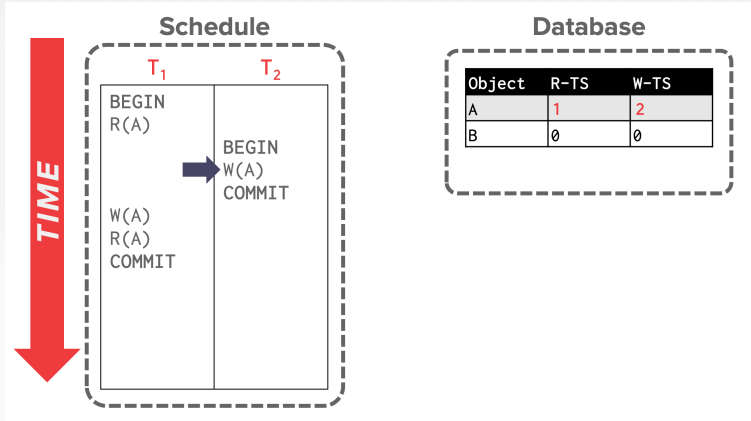 Schedule
T1 T2
BEGIN
R(A)
BEGIN
W(A)
COMMIT
W(A)
R(A)
COMMIT
TIME
Database
Object R-TS W-TS
A 1 2
B 0 0